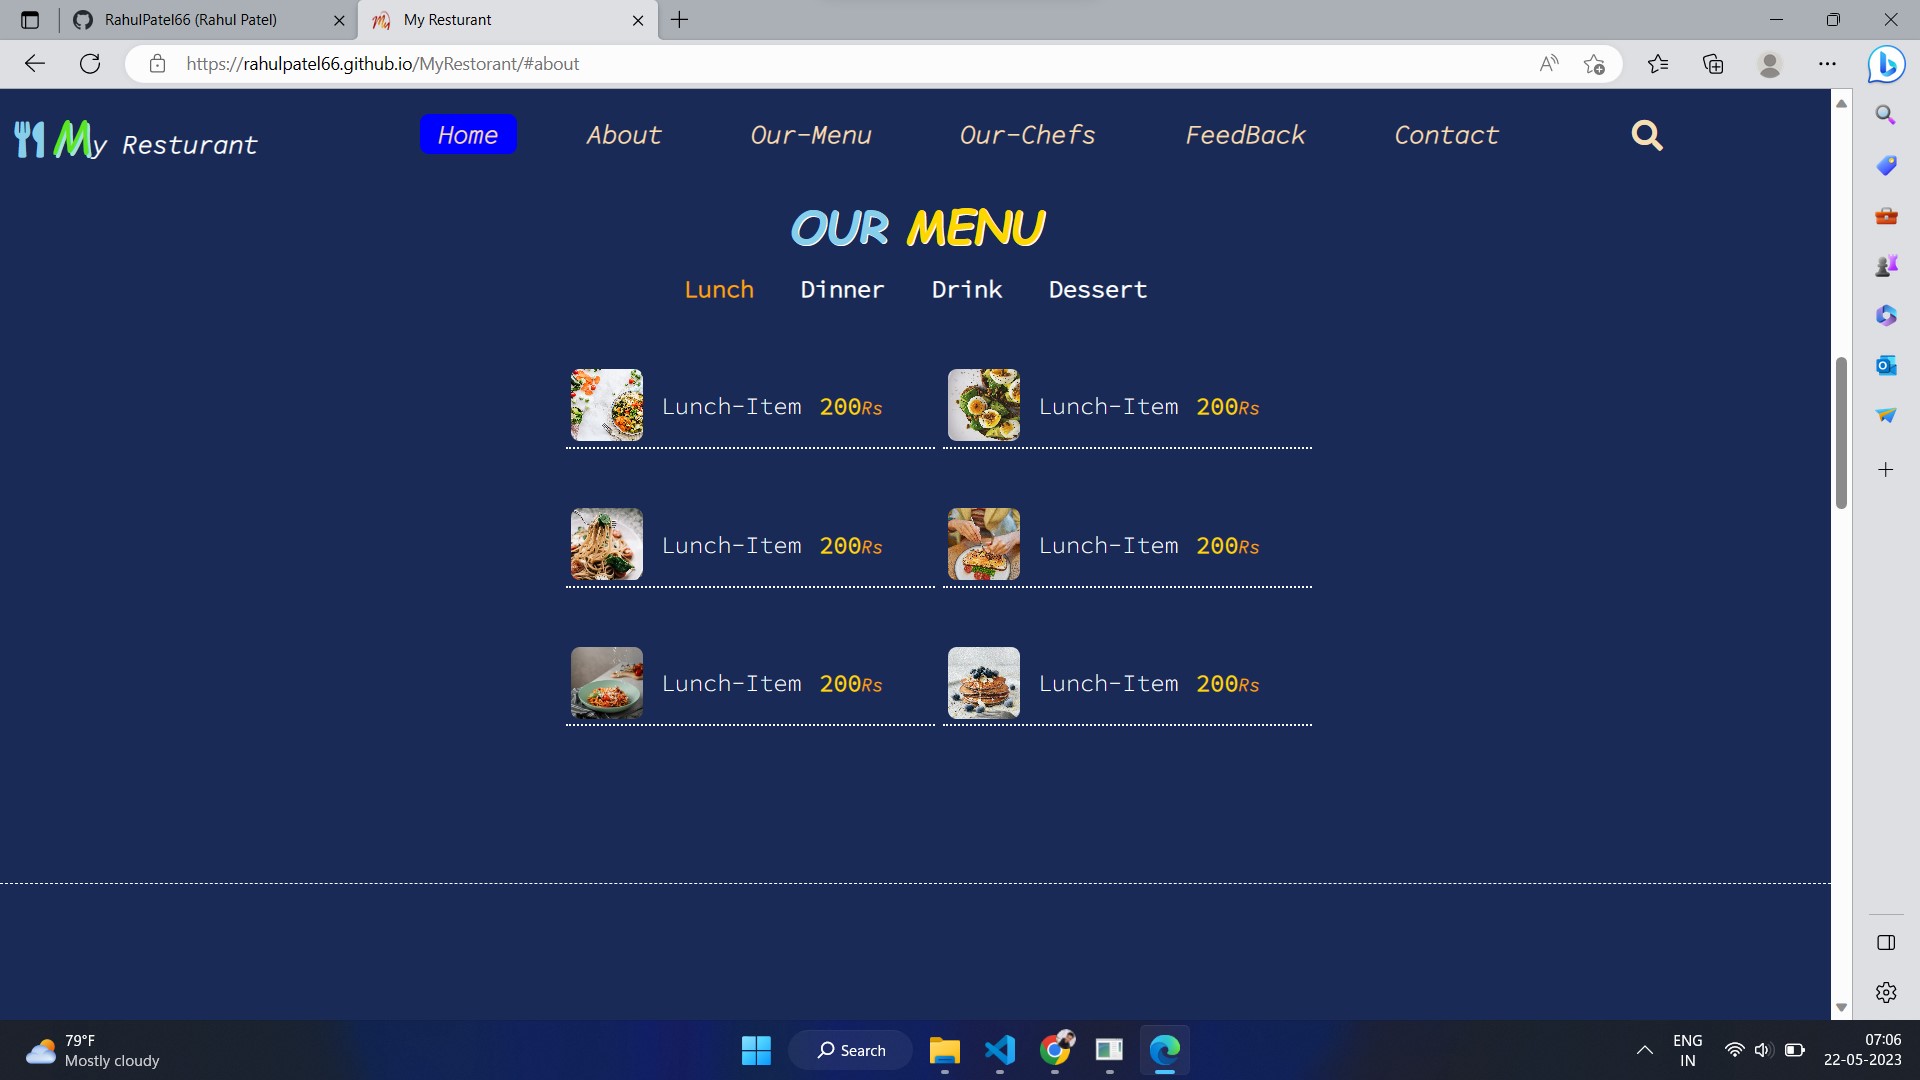 RahulPatel66 (Rahul Patel)
My Resturant
https://rahulpatel66.github.io/MyRestorant/#about
My Resturant
Home
About
Our-Menu
Our-Chefs
FeedBack
Contact
OUR MENU
Lunch
Dinner
Drink
Dessert
Lunch-Item 200Rs
Lunch-Item 200Rs
Lunch-Item 200Rs
Lunch-Item 200Rs
Lunch-Item 200Rs
Lunch-Item 200Rs
79°F
Mostly cloudy
Search
ENG
IN
07:06
22-05-2023